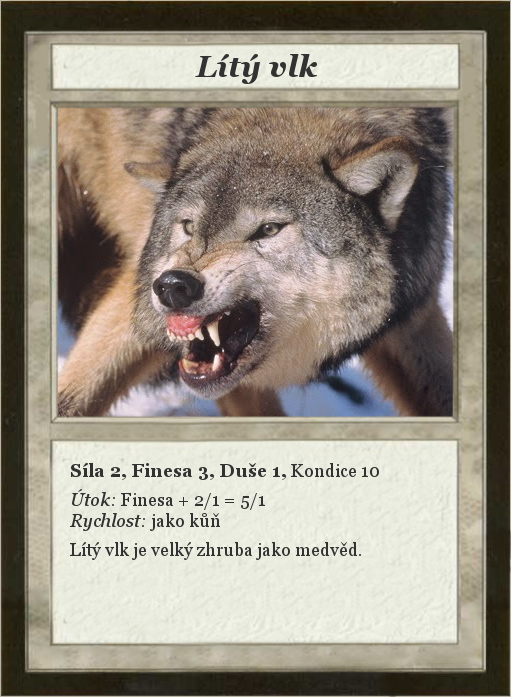 Lítý vlk
Síla 2, Finesa 3, Duše 1, Kondice 10
Útok: Finesa + 2/1 = 5/1
Rychlost: jako kůň
Lítý vlk je velký zhruba jako medvěd.